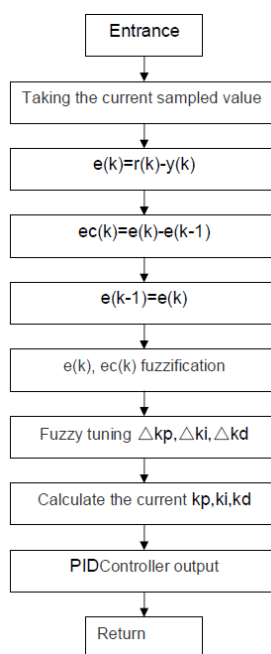 Entrance
Taking the current sampled value
e(k)=r(k)-y(k)
ec(k)=e(k)-e(k-1)
e(k-1)=e(k)
e(k), ec(k) fuzzification
Fuzzy tuning △kp,△ki,△kd
Calculate the current kp,ki,kd
PIDController output
Return